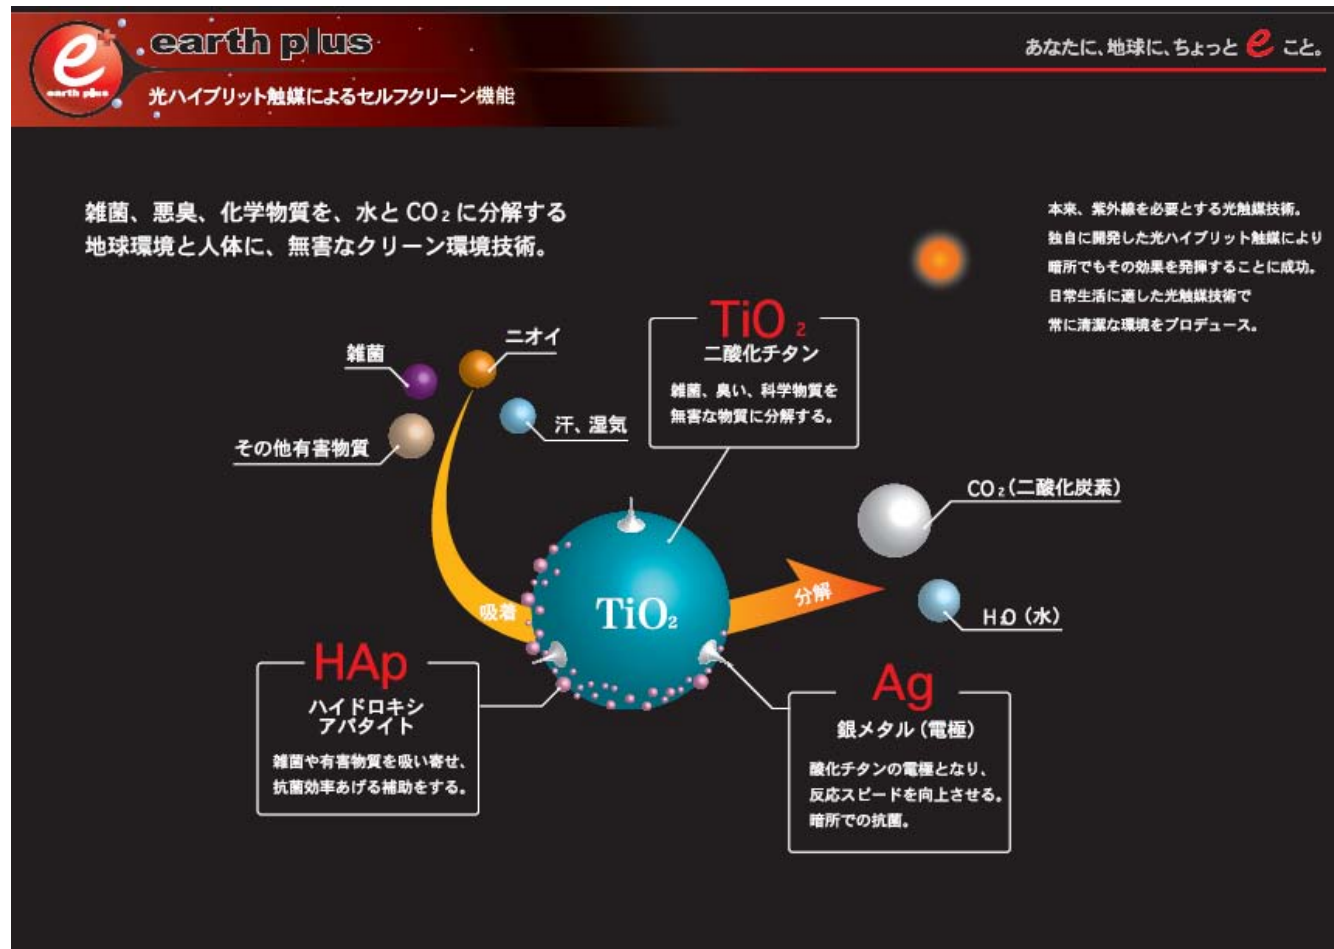 e+
earth plus
earth plus
光ハイブリット触媒によるセルフクリーン機能
あなたに、地球に、ちょっと e こと。
雑菌、悪臭、化学物質を、水と CO₂ に分解する
地球環境と人体に、無害なクリーン環境技術。
本来、紫外線を必要とする光触媒技術。
独自に開発した光ハイブリット触媒により
暗所でもその効果を発揮することに成功。
日常生活に適した光触媒技術で
常に清潔な環境をプロデュース。
雑菌
ニオイ
その他有害物質
汗、湿気
TiO₂
二酸化チタン
雑菌、臭い、科学物質を
無害な物質に分解する。
吸着
TiO₂
分解
CO₂（二酸化炭素）
H₂O（水）
HAp
ハイドロキシ
アパタイト
雑菌や有害物質を吸い寄せ、
抗菌効率あげる補助をする。
Ag
銀メタル（電極）
酸化チタンの電極となり、
反応スピードを向上させる。
暗所での抗菌。